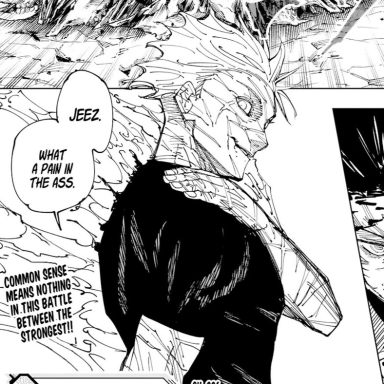 JEEZ.
WHAT
A PAIN IN
THE ASS.
COMMON SENSE
MEANS NOTHING
IN THIS BATTLE
BETWEEN THE
STRONGEST!!